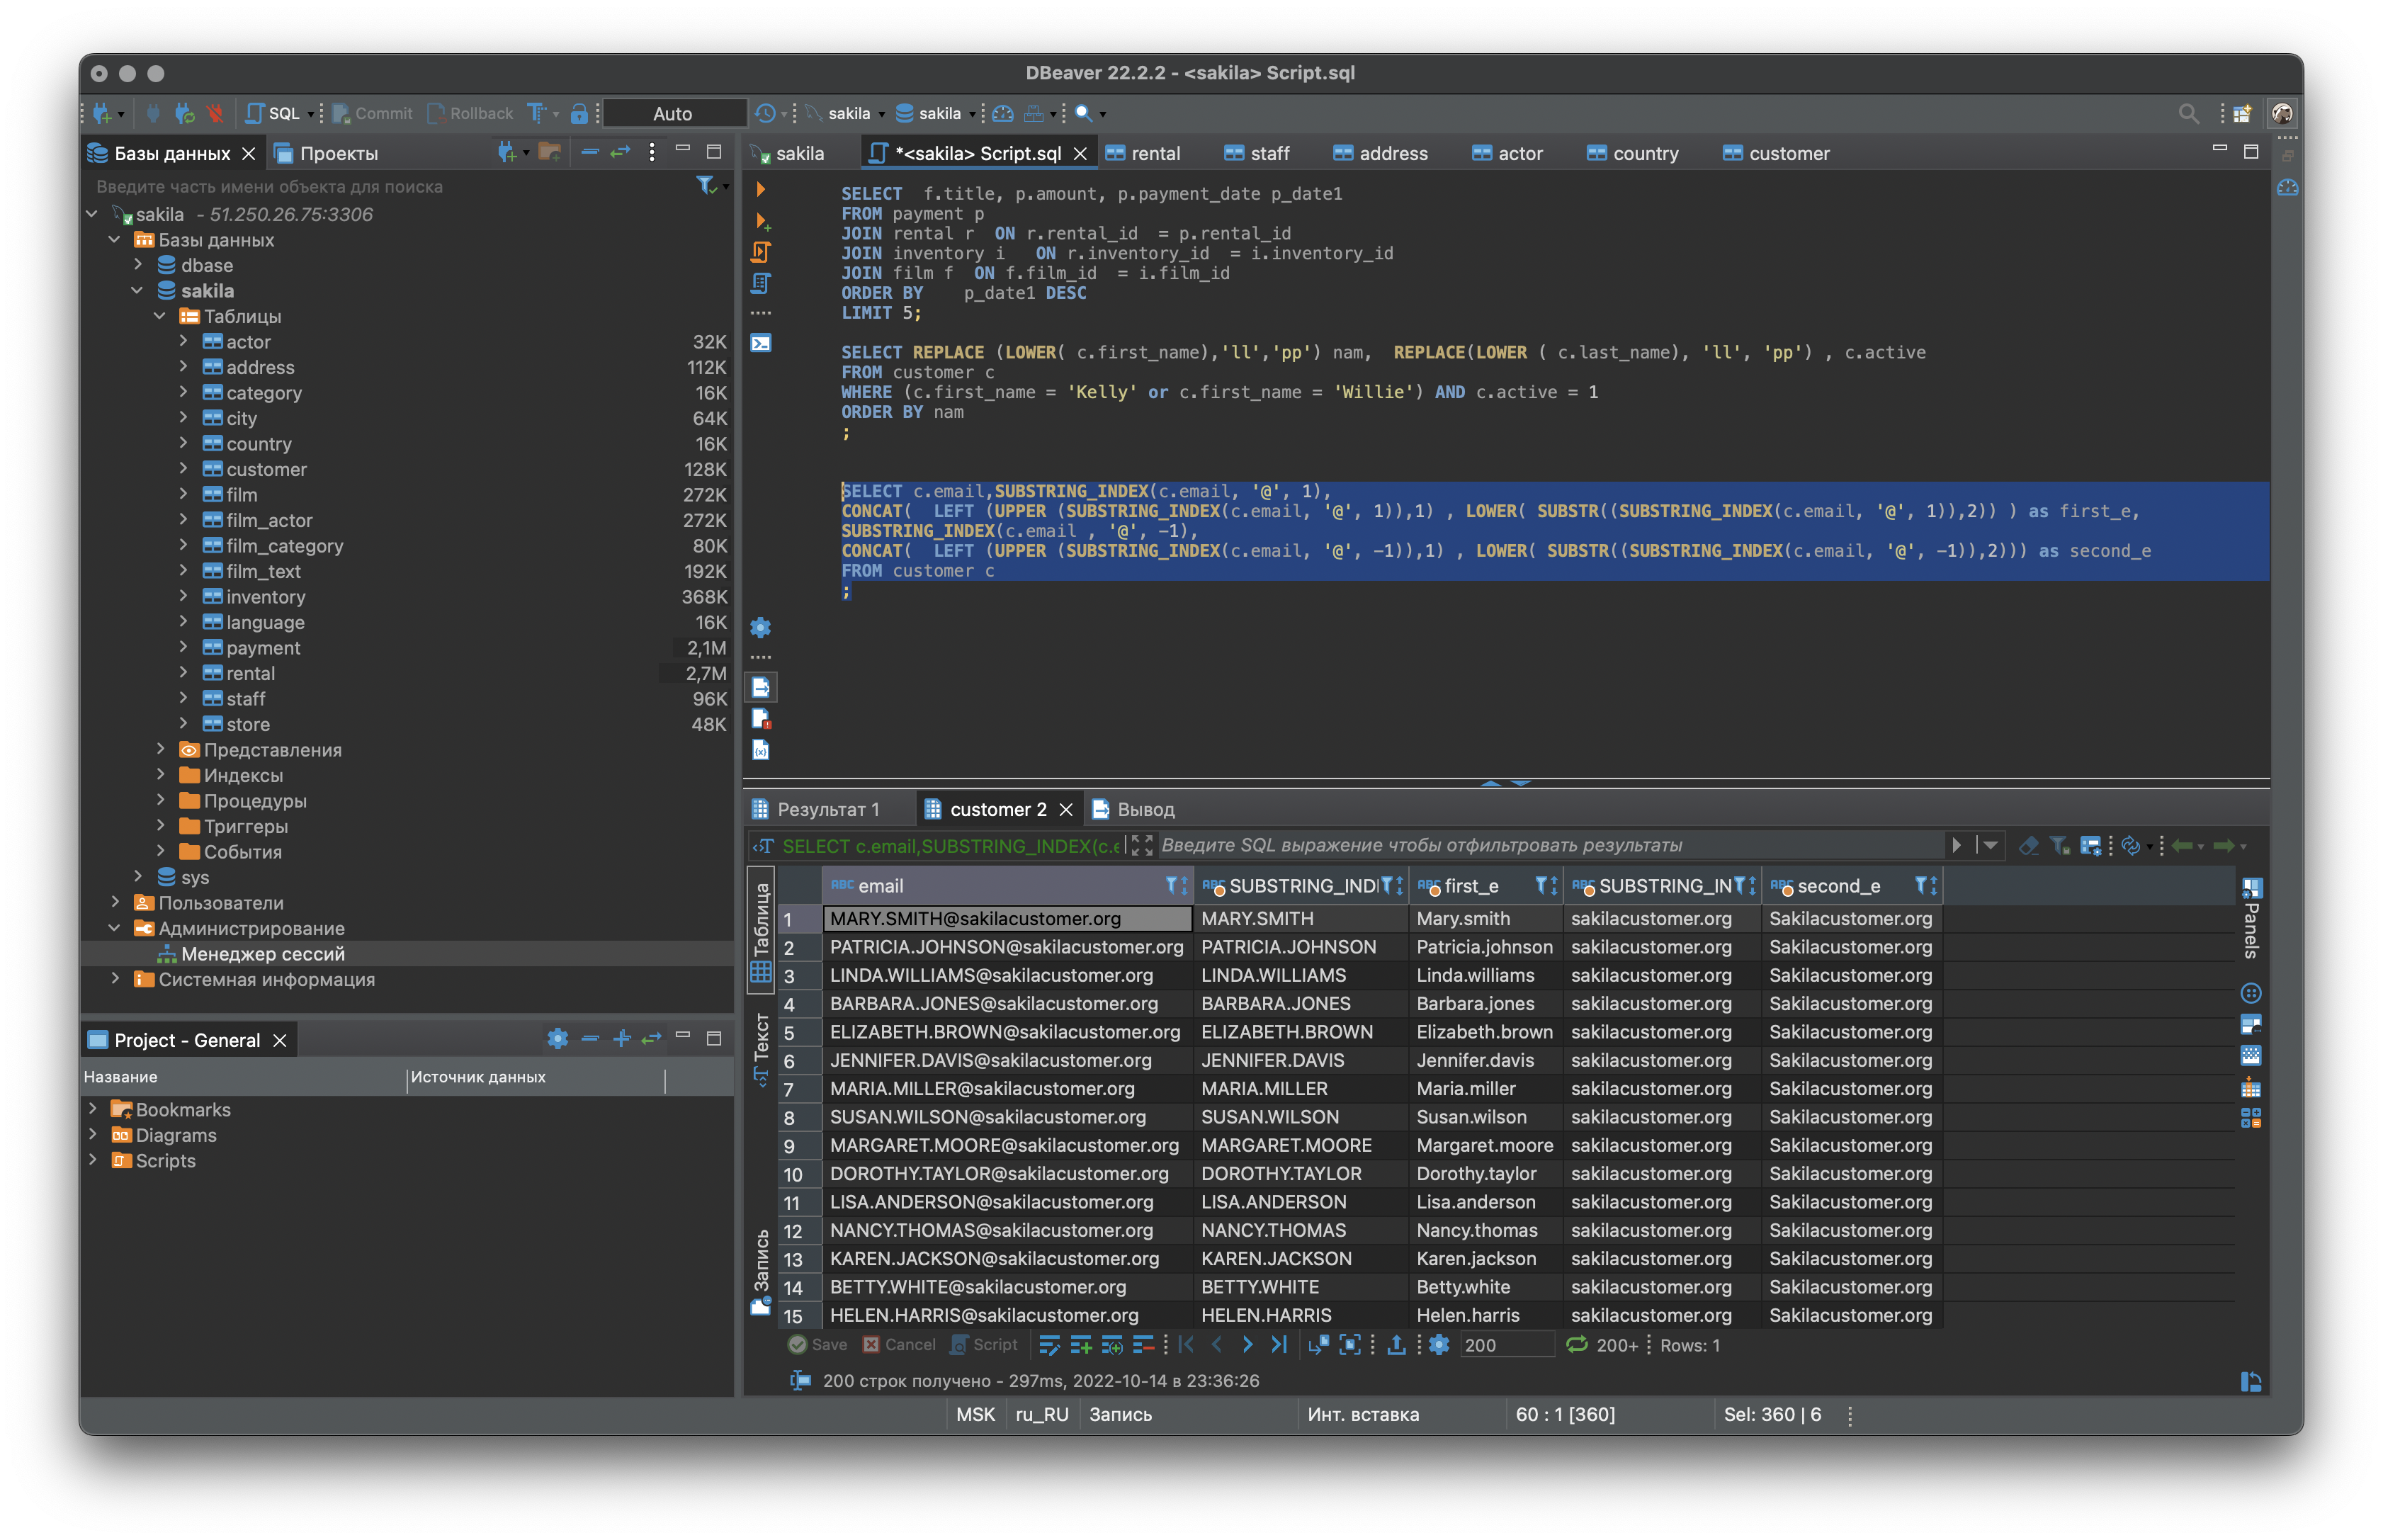 DBeaver 22.2.2 - <sakila> Script.sql
SQL Commit Rollback Auto sakila sakila
Базы данных Проекты
Введите часть имени объекта для поиска
sakila - 51.250.26.75:3306
Базы данных
dbase
sakila
Таблицы
actor 32K
address 112K
category 16K
city 64K
country 16K
customer 128K
film 272K
film_actor 272K
film_category 80K
film_text 192K
inventory 368K
language 16K
payment 2,1M
rental 2,7M
staff 96K
store 48K
Представления
Индексы
Процедуры
Триггеры
События
sys
Пользователи
Администрирование
Менеджер сессий
Системная информация
Project - General
Название Источник данных
Bookmarks
Diagrams
Scripts
sakila *<sakila> Script.sql rental staff address actor country customer
SELECT  f.title, p.amount, p.payment_date p_date1
FROM payment p
JOIN rental r  ON r.rental_id  = p.rental_id
JOIN inventory i   ON r.inventory_id  = i.inventory_id
JOIN film f  ON f.film_id  = i.film_id
ORDER BY    p_date1 DESC
LIMIT 5;
SELECT REPLACE (LOWER( c.first_name),'ll','pp') nam,  REPLACE(LOWER ( c.last_name), 'll', 'pp') , c.active
FROM customer c
WHERE (c.first_name = 'Kelly' or c.first_name = 'Willie') AND c.active = 1
ORDER BY nam
;
SELECT c.email,SUBSTRING_INDEX(c.email, '@', 1),
CONCAT(  LEFT (UPPER (SUBSTRING_INDEX(c.email, '@', 1)),1) , LOWER( SUBSTR((SUBSTRING_INDEX(c.email, '@', 1)),2)) ) as first_e,
SUBSTRING_INDEX(c.email , '@', -1),
CONCAT(  LEFT (UPPER (SUBSTRING_INDEX(c.email, '@', -1)),1) , LOWER( SUBSTR((SUBSTRING_INDEX(c.email, '@', -1)),2))) as second_e
FROM customer c
;
Результат 1 customer 2 Вывод
SELECT c.email,SUBSTRING_INDEX(c.e Введите SQL выражение чтобы отфильтровать результаты
Таблица
Текст
Запись
Panels
email SUBSTRING_IND first_e SUBSTRING_IN second_e
1 MARY.SMITH@sakilacustomer.org MARY.SMITH Mary.smith sakilacustomer.org Sakilacustomer.org
2 PATRICIA.JOHNSON@sakilacustomer.org PATRICIA.JOHNSON Patricia.johnson sakilacustomer.org Sakilacustomer.org
3 LINDA.WILLIAMS@sakilacustomer.org LINDA.WILLIAMS Linda.williams sakilacustomer.org Sakilacustomer.org
4 BARBARA.JONES@sakilacustomer.org BARBARA.JONES Barbara.jones sakilacustomer.org Sakilacustomer.org
5 ELIZABETH.BROWN@sakilacustomer.org ELIZABETH.BROWN Elizabeth.brown sakilacustomer.org Sakilacustomer.org
6 JENNIFER.DAVIS@sakilacustomer.org JENNIFER.DAVIS Jennifer.davis sakilacustomer.org Sakilacustomer.org
7 MARIA.MILLER@sakilacustomer.org MARIA.MILLER Maria.miller sakilacustomer.org Sakilacustomer.org
8 SUSAN.WILSON@sakilacustomer.org SUSAN.WILSON Susan.wilson sakilacustomer.org Sakilacustomer.org
9 MARGARET.MOORE@sakilacustomer.org MARGARET.MOORE Margaret.moore sakilacustomer.org Sakilacustomer.org
10 DOROTHY.TAYLOR@sakilacustomer.org DOROTHY.TAYLOR Dorothy.taylor sakilacustomer.org Sakilacustomer.org
11 LISA.ANDERSON@sakilacustomer.org LISA.ANDERSON Lisa.anderson sakilacustomer.org Sakilacustomer.org
12 NANCY.THOMAS@sakilacustomer.org NANCY.THOMAS Nancy.thomas sakilacustomer.org Sakilacustomer.org
13 KAREN.JACKSON@sakilacustomer.org KAREN.JACKSON Karen.jackson sakilacustomer.org Sakilacustomer.org
14 BETTY.WHITE@sakilacustomer.org BETTY.WHITE Betty.white sakilacustomer.org Sakilacustomer.org
15 HELEN.HARRIS@sakilacustomer.org HELEN.HARRIS Helen.harris sakilacustomer.org Sakilacustomer.org
Save Cancel Script 200 200+ Rows: 1
200 строк получено - 297ms, 2022-10-14 в 23:36:26
MSK ru_RU Запись Инт. вставка 60 : 1 [360] Sel: 360 | 6